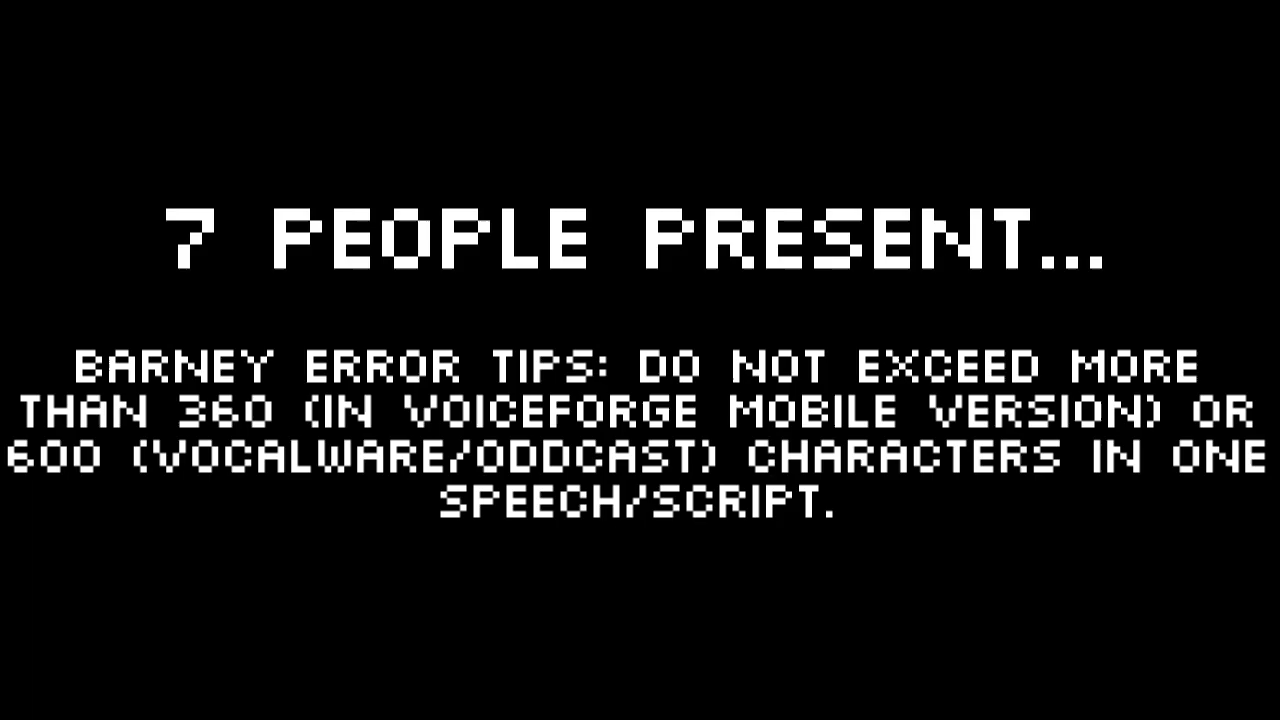 7 PEOPLE PRESENT...
BARNEY ERROR TIPS: DO NOT EXCEED MORE
THAN 360 (IN VOICEFORGE MOBILE VERSION) OR
600 (VOCALWARE/ODDCAST) CHARACTERS IN ONE
SPEECH/SCRIPT.